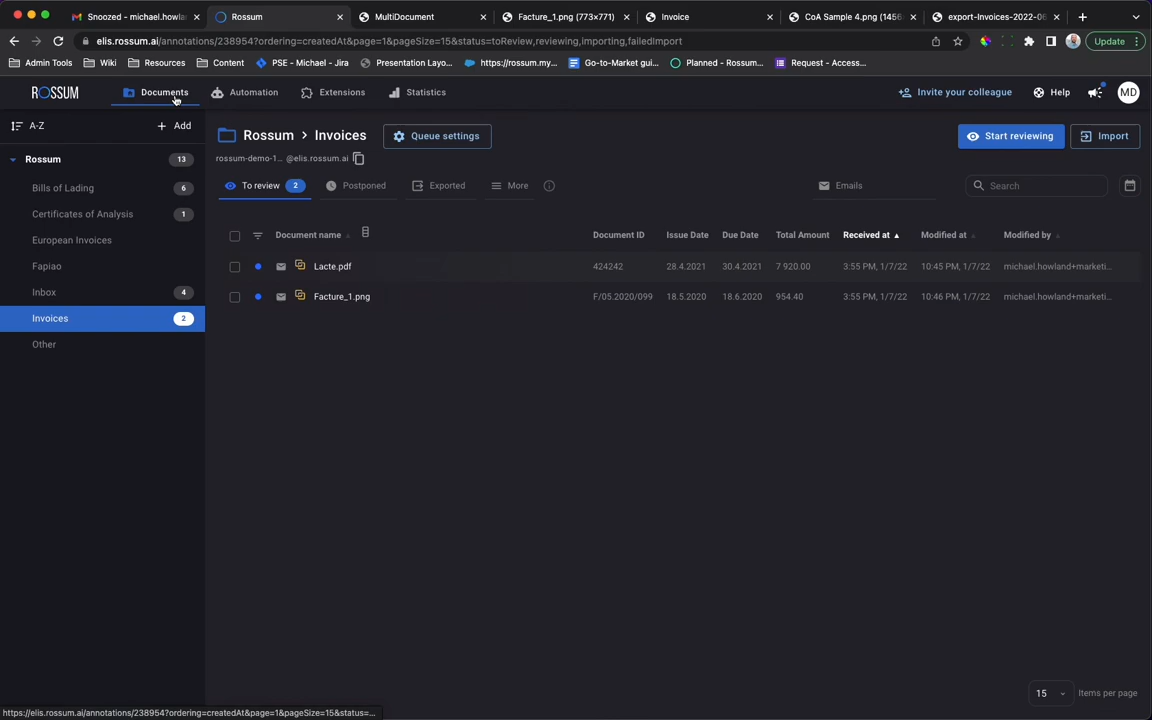 Snoozed - michael.howlan
Rossum
MultiDocument
Facture_1.png (773×771)
Invoice
CoA Sample 4.png (1456
export-Invoices-2022-06
elis.rossum.ai/annotations/238954?ordering=createdAt&page=1&pageSize=15&status=toReview,reviewing,importing,failedImport
Update
Admin Tools
Wiki
Resources
Content
PSE - Michael - Jira
Presentation Layo...
https://rossum.my...
Go-to-Market gui...
Planned - Rossum...
Request - Access...
ROSSUM
Documents
Automation
Extensions
Statistics
Invite your colleague
Help
MD
A-Z
+ Add
Rossum > Invoices
Queue settings
Start reviewing
Import
Rossum 13
rossum-demo-1... @elis.rossum.ai
Bills of Lading 6
To review 2
Postponed
Exported
More
Emails
Search
Certificates of Analysis 1
European Invoices
Document name
Document ID
Issue Date
Due Date
Total Amount
Received at
Modified at
Modified by
Fapiao
Lacte.pdf 424242 28.4.2021 30.4.2021 7 920.00 3:55 PM, 1/7/22 10:45 PM, 1/7/22 michael.howland+marketi...
Inbox 4
Facture_1.png F/05.2020/099 18.5.2020 18.6.2020 954.40 3:55 PM, 1/7/22 10:46 PM, 1/7/22 michael.howland+marketi...
Invoices 2
Other
15 Items per page
https://elis.rossum.ai/annotations/238954?ordering=createdAt&page=1&pageSize=15&status=...